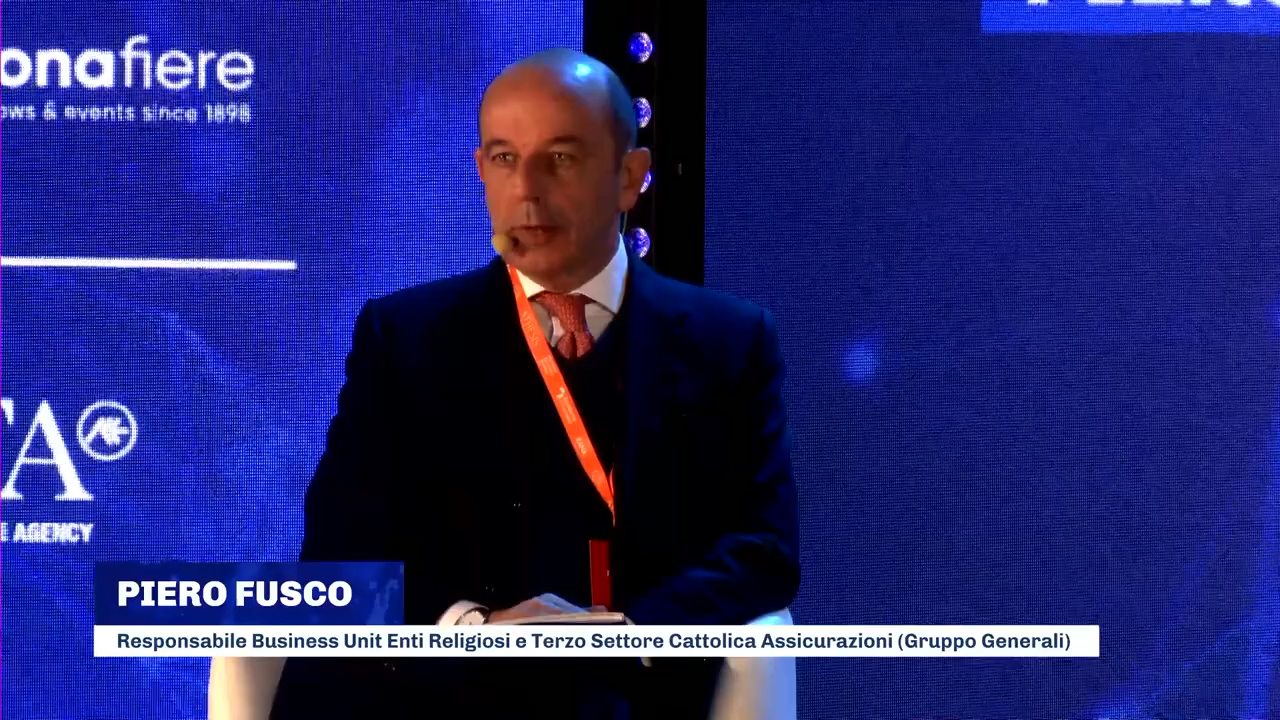 onafiere
ows & events since 1898
TA
E AGENCY
PIERO FUSCO
Responsabile Business Unit Enti Religiosi e Terzo Settore Cattolica Assicurazioni (Gruppo Generali)